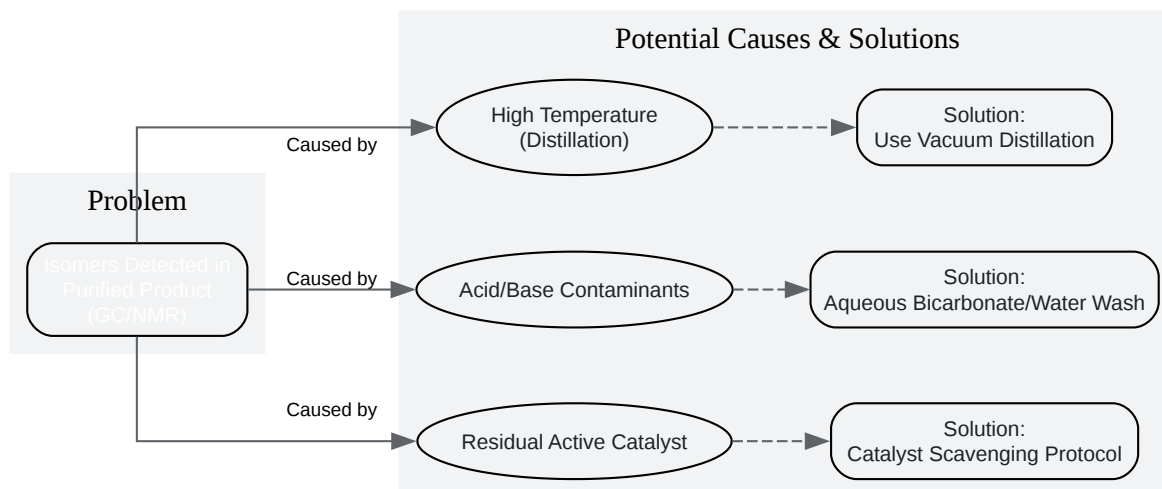 Potential Causes & Solutions
High Temperature
(Distillation)
Solution:
Use Vacuum Distillation
Caused by
Problem
Isomers Detected in
Purified Product
(GC/NMR)
Caused by
Acid/Base Contaminants
Solution:
Aqueous Bicarbonate/Water Wash
Caused by
Residual Active Catalyst
Solution:
Catalyst Scavenging Protocol